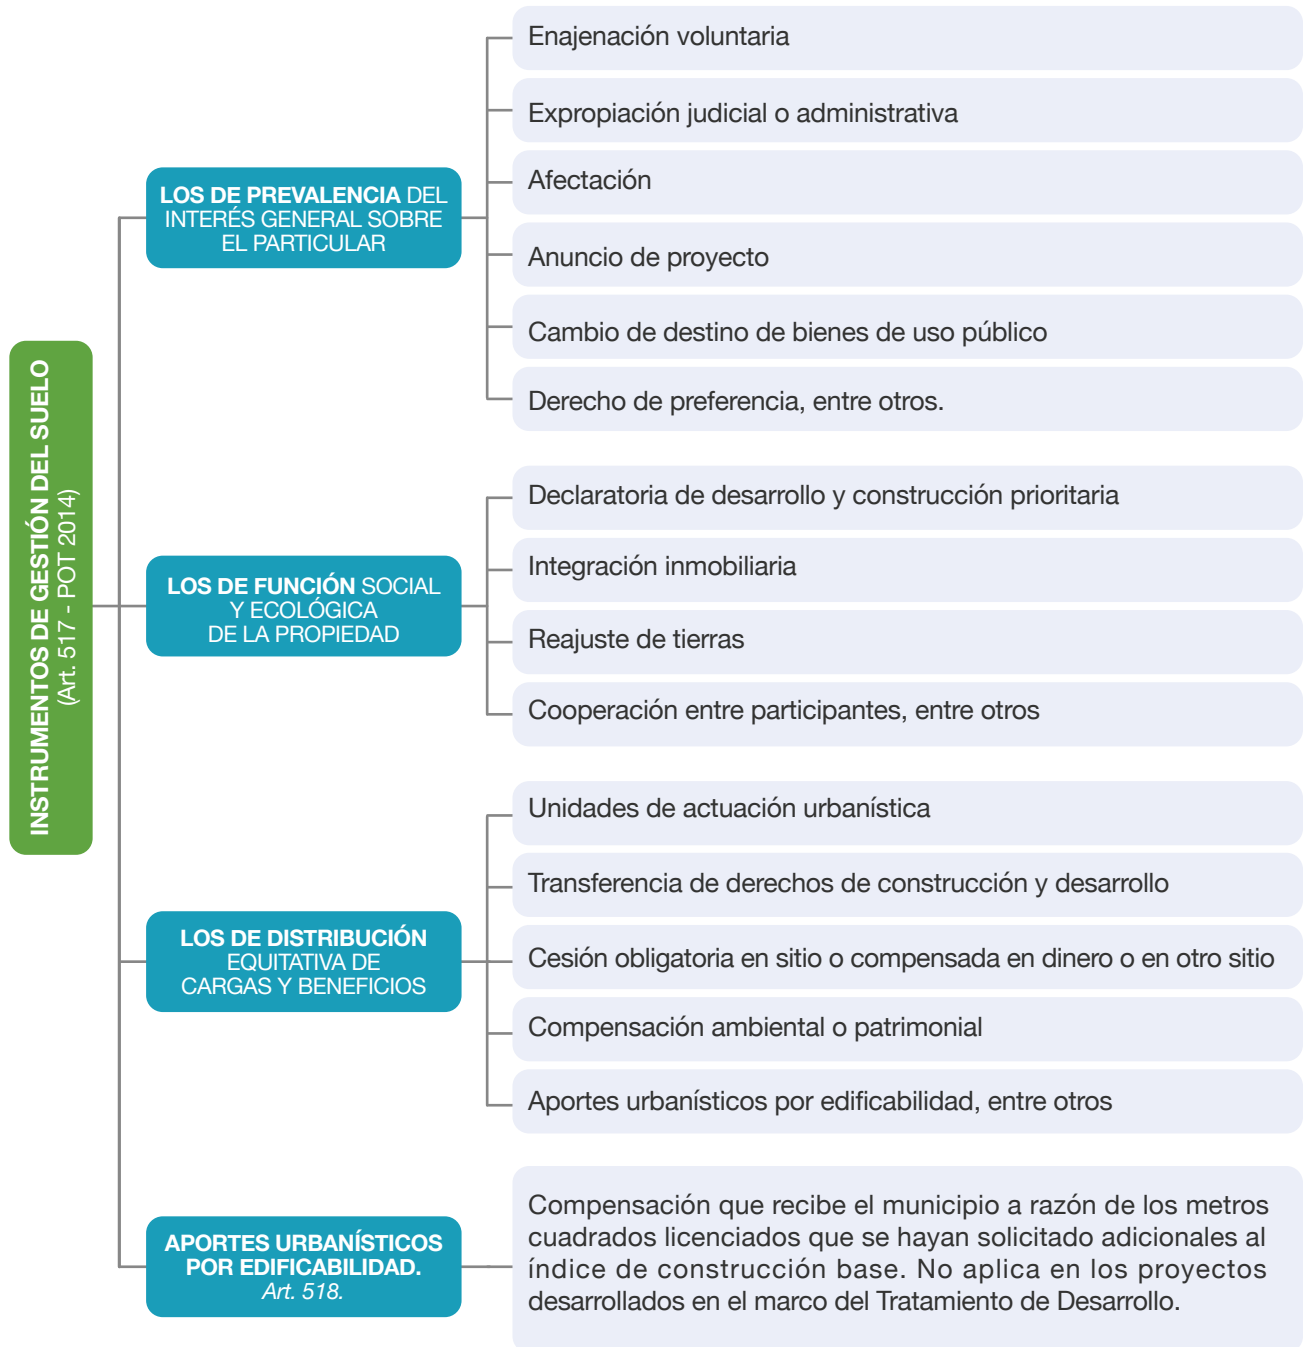 INSTRUMENTOS DE GESTIÓN DEL SUELO
(Art. 517 - POT 2014)
LOS DE PREVALENCIA DEL
INTERÉS GENERAL SOBRE
EL PARTICULAR
Enajenación voluntaria
Expropiación judicial o administrativa
Afectación
Anuncio de proyecto
Cambio de destino de bienes de uso público
Derecho de preferencia, entre otros.
LOS DE FUNCIÓN SOCIAL
Y ECOLÓGICA
DE LA PROPIEDAD
Declaratoria de desarrollo y construcción prioritaria
Integración inmobiliaria
Reajuste de tierras
Cooperación entre participantes, entre otros
LOS DE DISTRIBUCIÓN
EQUITATIVA DE
CARGAS Y BENEFICIOS
Unidades de actuación urbanística
Transferencia de derechos de construcción y desarrollo
Cesión obligatoria en sitio o compensada en dinero o en otro sitio
Compensación ambiental o patrimonial
Aportes urbanísticos por edificabilidad, entre otros
APORTES URBANÍSTICOS
POR EDIFICABILIDAD.
Art. 518.
Compensación que recibe el municipio a razón de los metros
cuadrados licenciados que se hayan solicitado adicionales al
índice de construcción base. No aplica en los proyectos
desarrollados en el marco del Tratamiento de Desarrollo.